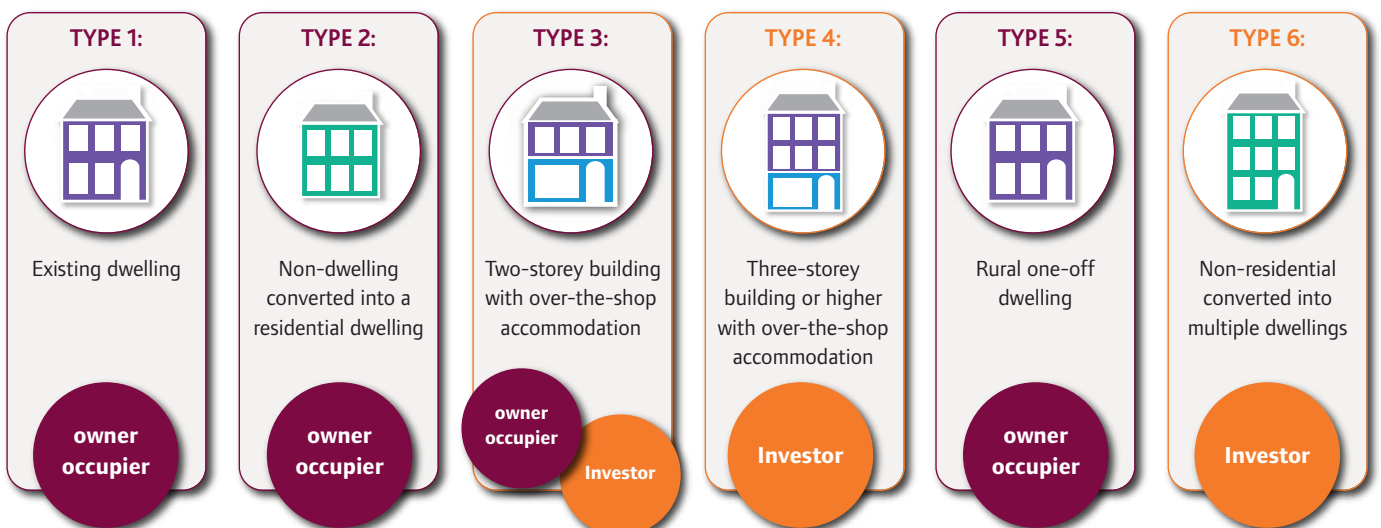 TYPE 1:
Existing dwelling
owner
occupier
TYPE 2:
Non-dwelling
converted into a
residential dwelling
owner
occupier
TYPE 3:
Two-storey building
with over-the-shop
accommodation
owner
occupier
Investor
TYPE 4:
Three-storey
building or higher
with over-the-shop
accommodation
Investor
TYPE 5:
Rural one-off
dwelling
owner
occupier
TYPE 6:
Non-residential
converted into
multiple dwellings
Investor